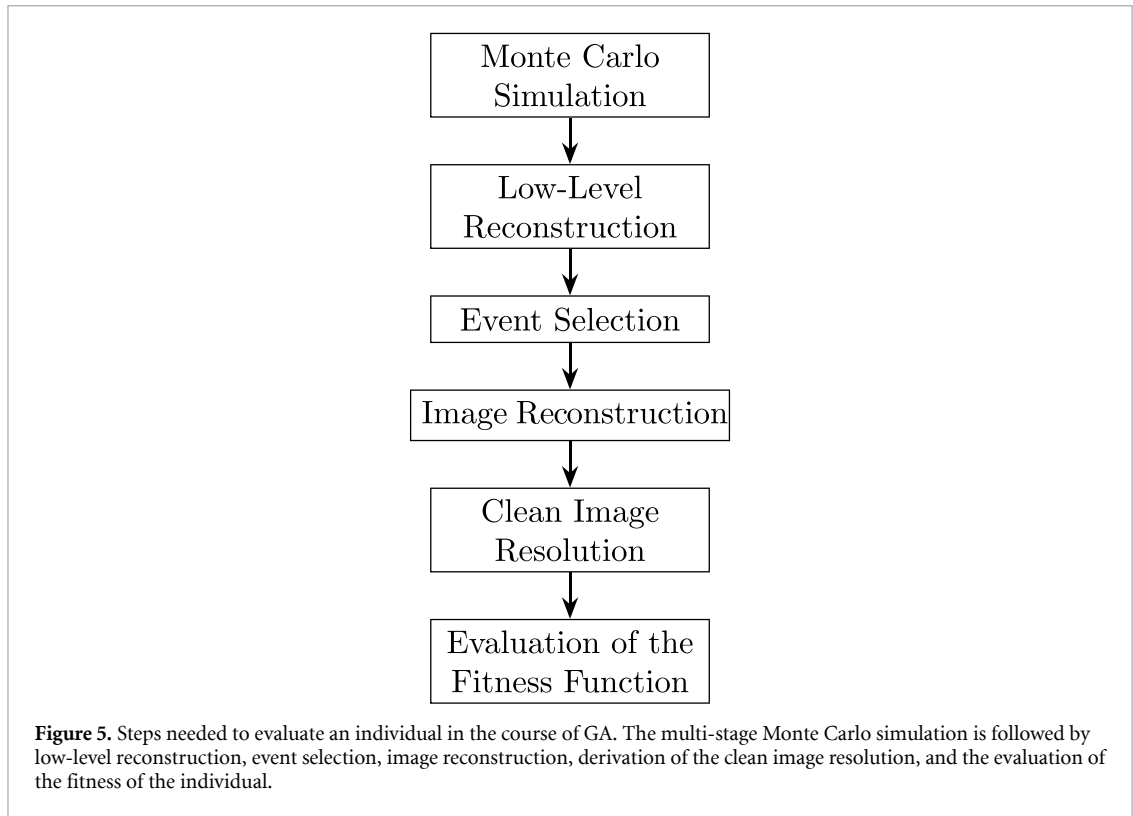 Monte Carlo
Simulation
Low-Level
Reconstruction
Event Selection
Image Reconstruction
Clean Image
Resolution
Evaluation of the
Fitness Function
Figure 5. Steps needed to evaluate an individual in the course of GA. The multi-stage Monte Carlo simulation is followed by
low-level reconstruction, event selection, image reconstruction, derivation of the clean image resolution, and the evaluation of
the fitness of the individual.